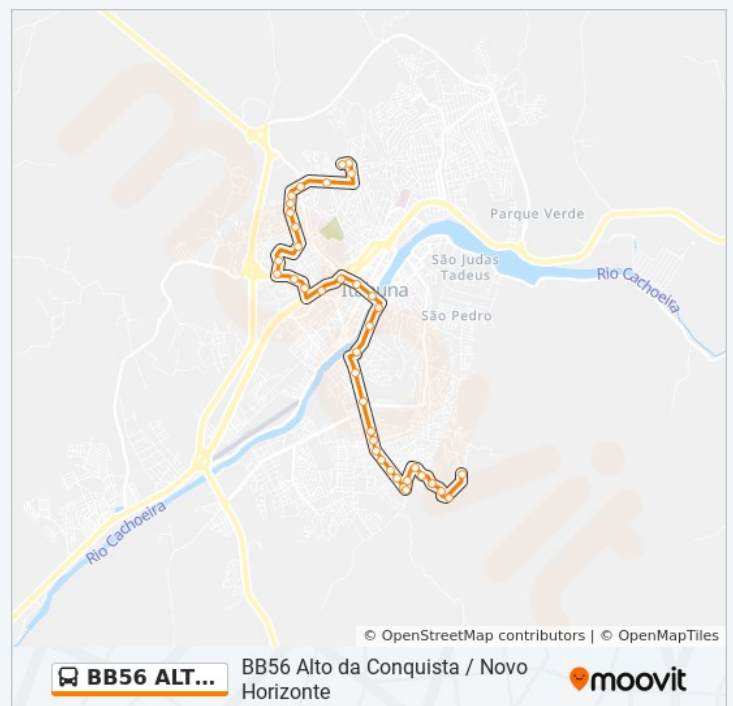 Parque Verde
São Judas
Tadeus
Rio Cachoeira
Itabuna
São Pedro
Rio Cachoeira
© OpenStreetMap contributors | © OpenMapTiles
BB56 ALT...
BB56 Alto da Conquista / Novo
Horizonte
moovit